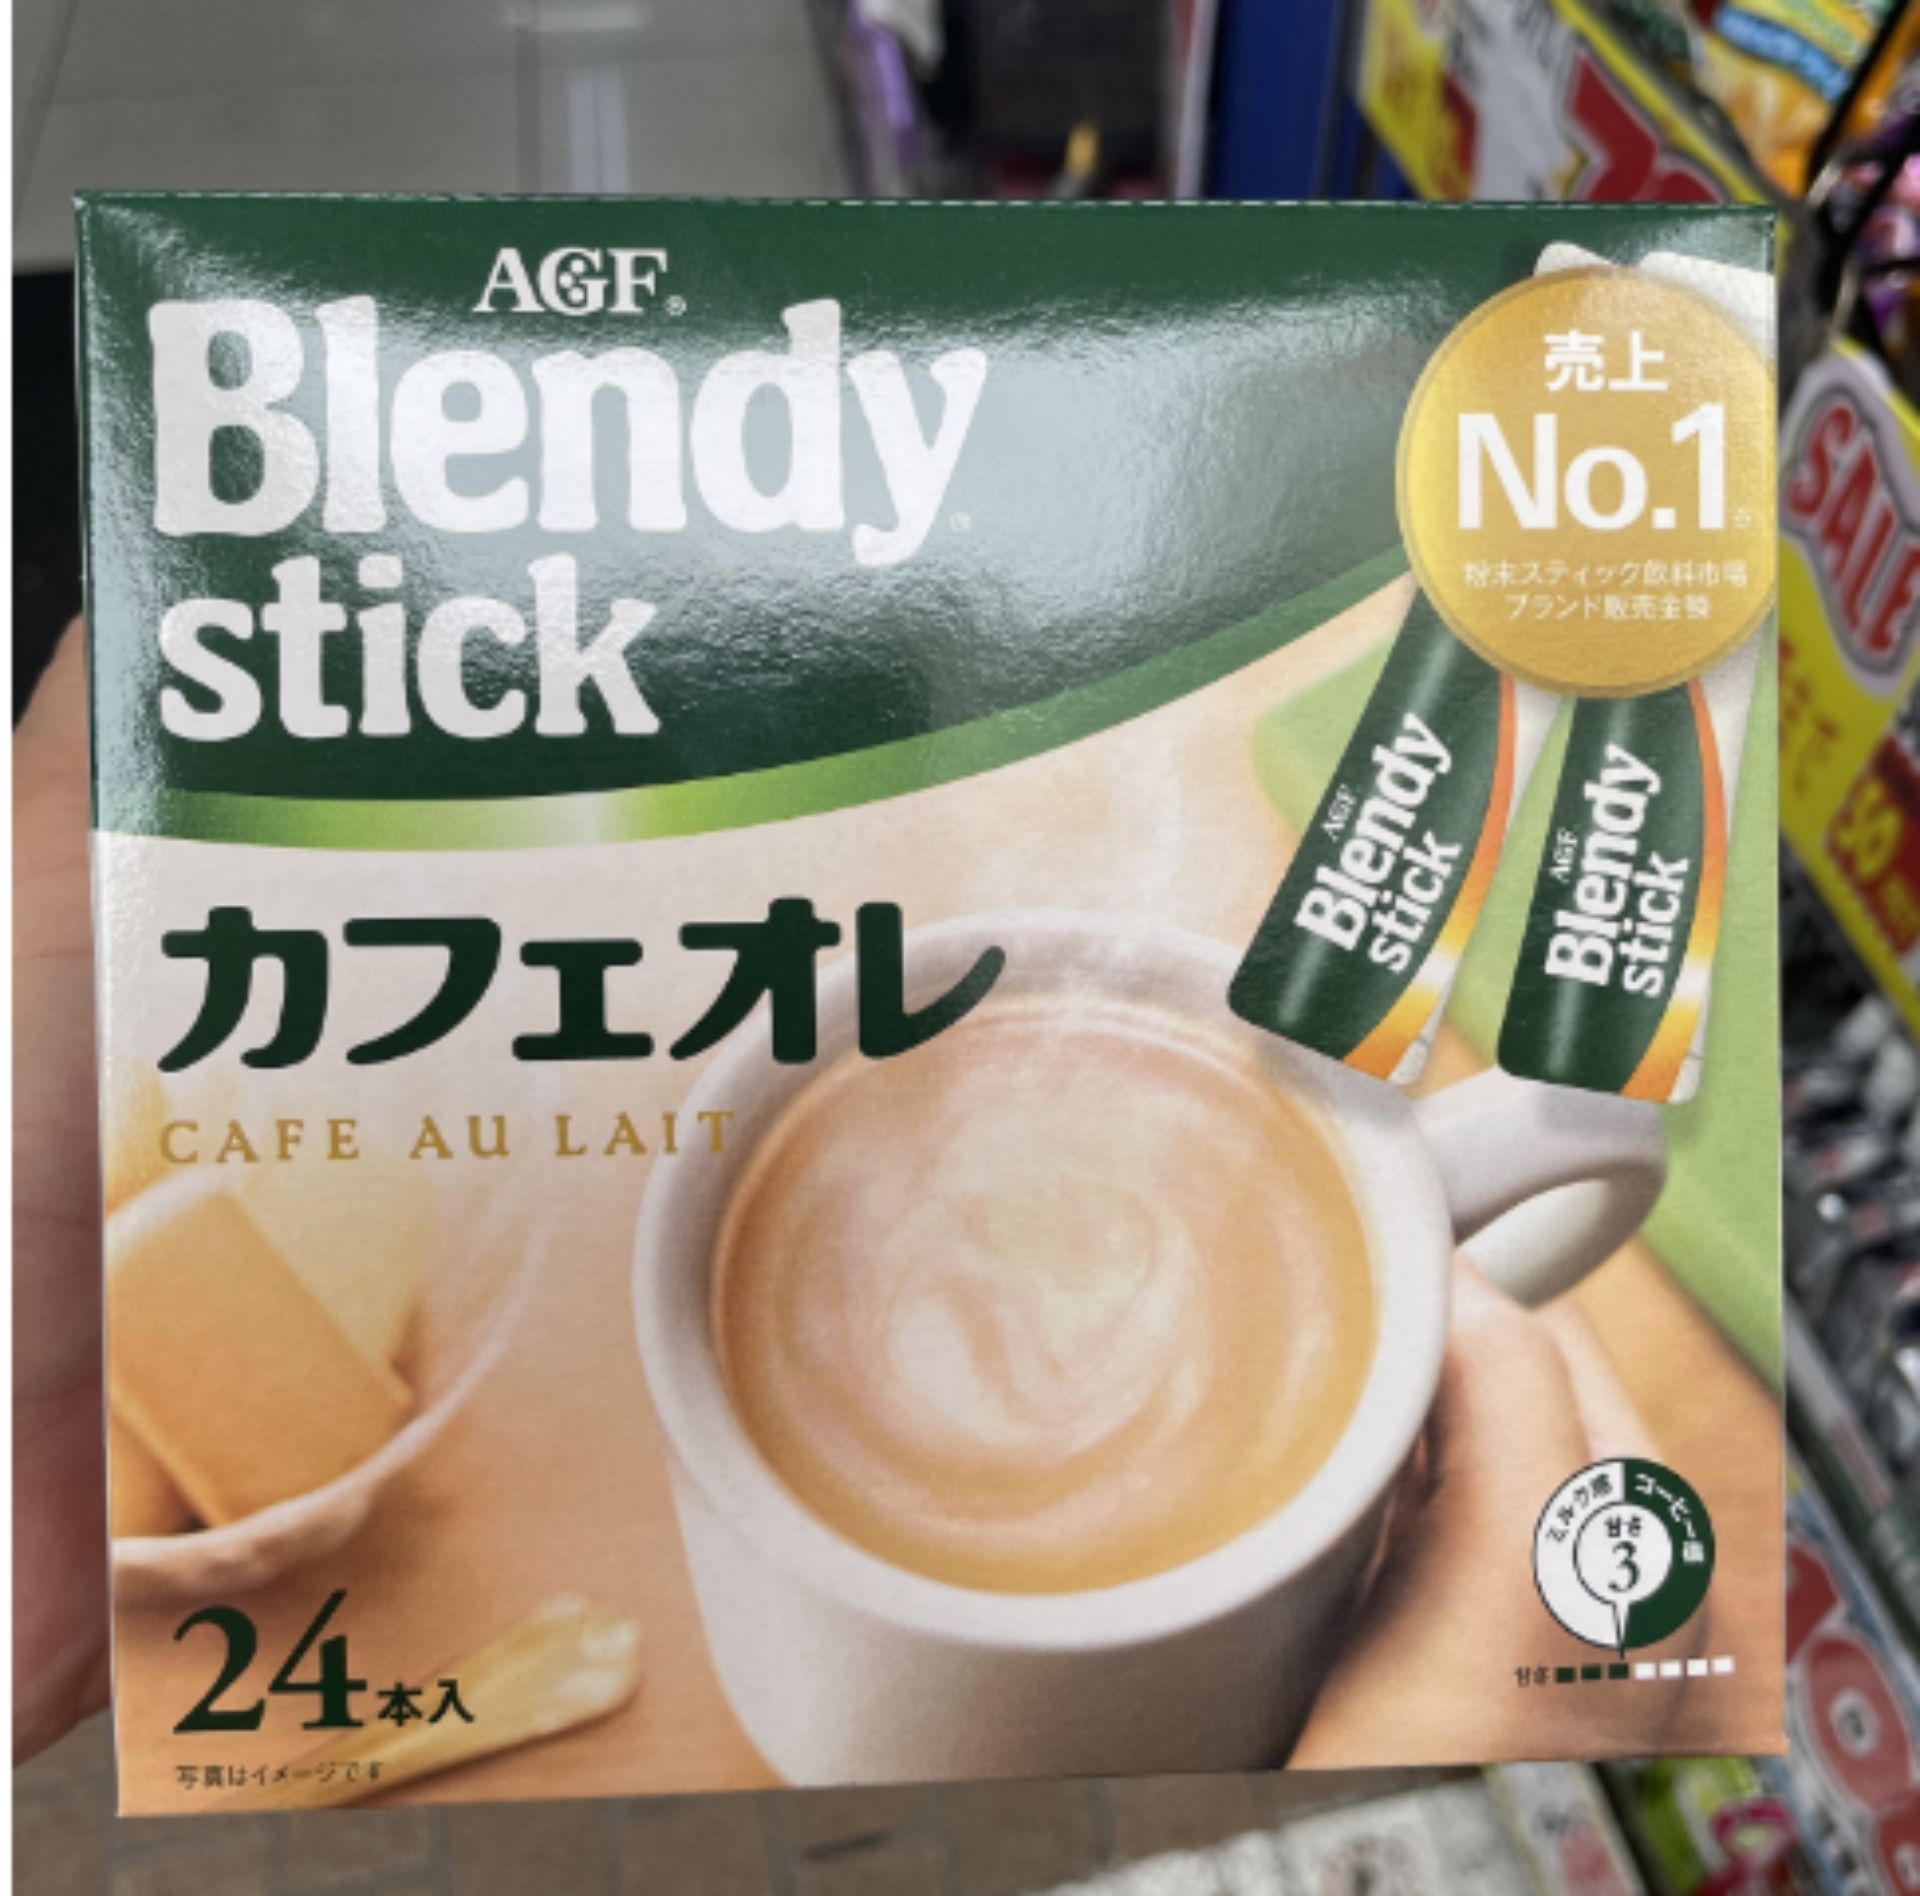 AGF®
Blendy®
stick
売上
No.1※
粉末スティック飲料市場
ブランド販売金額
AGF
Blendy
stick
AGF
Blendy
stick
カフェオレ
CAFE AU LAIT
ミルク感
コーヒー感
甘さ
3
甘さ
24本入
写真はイメージです
SALE